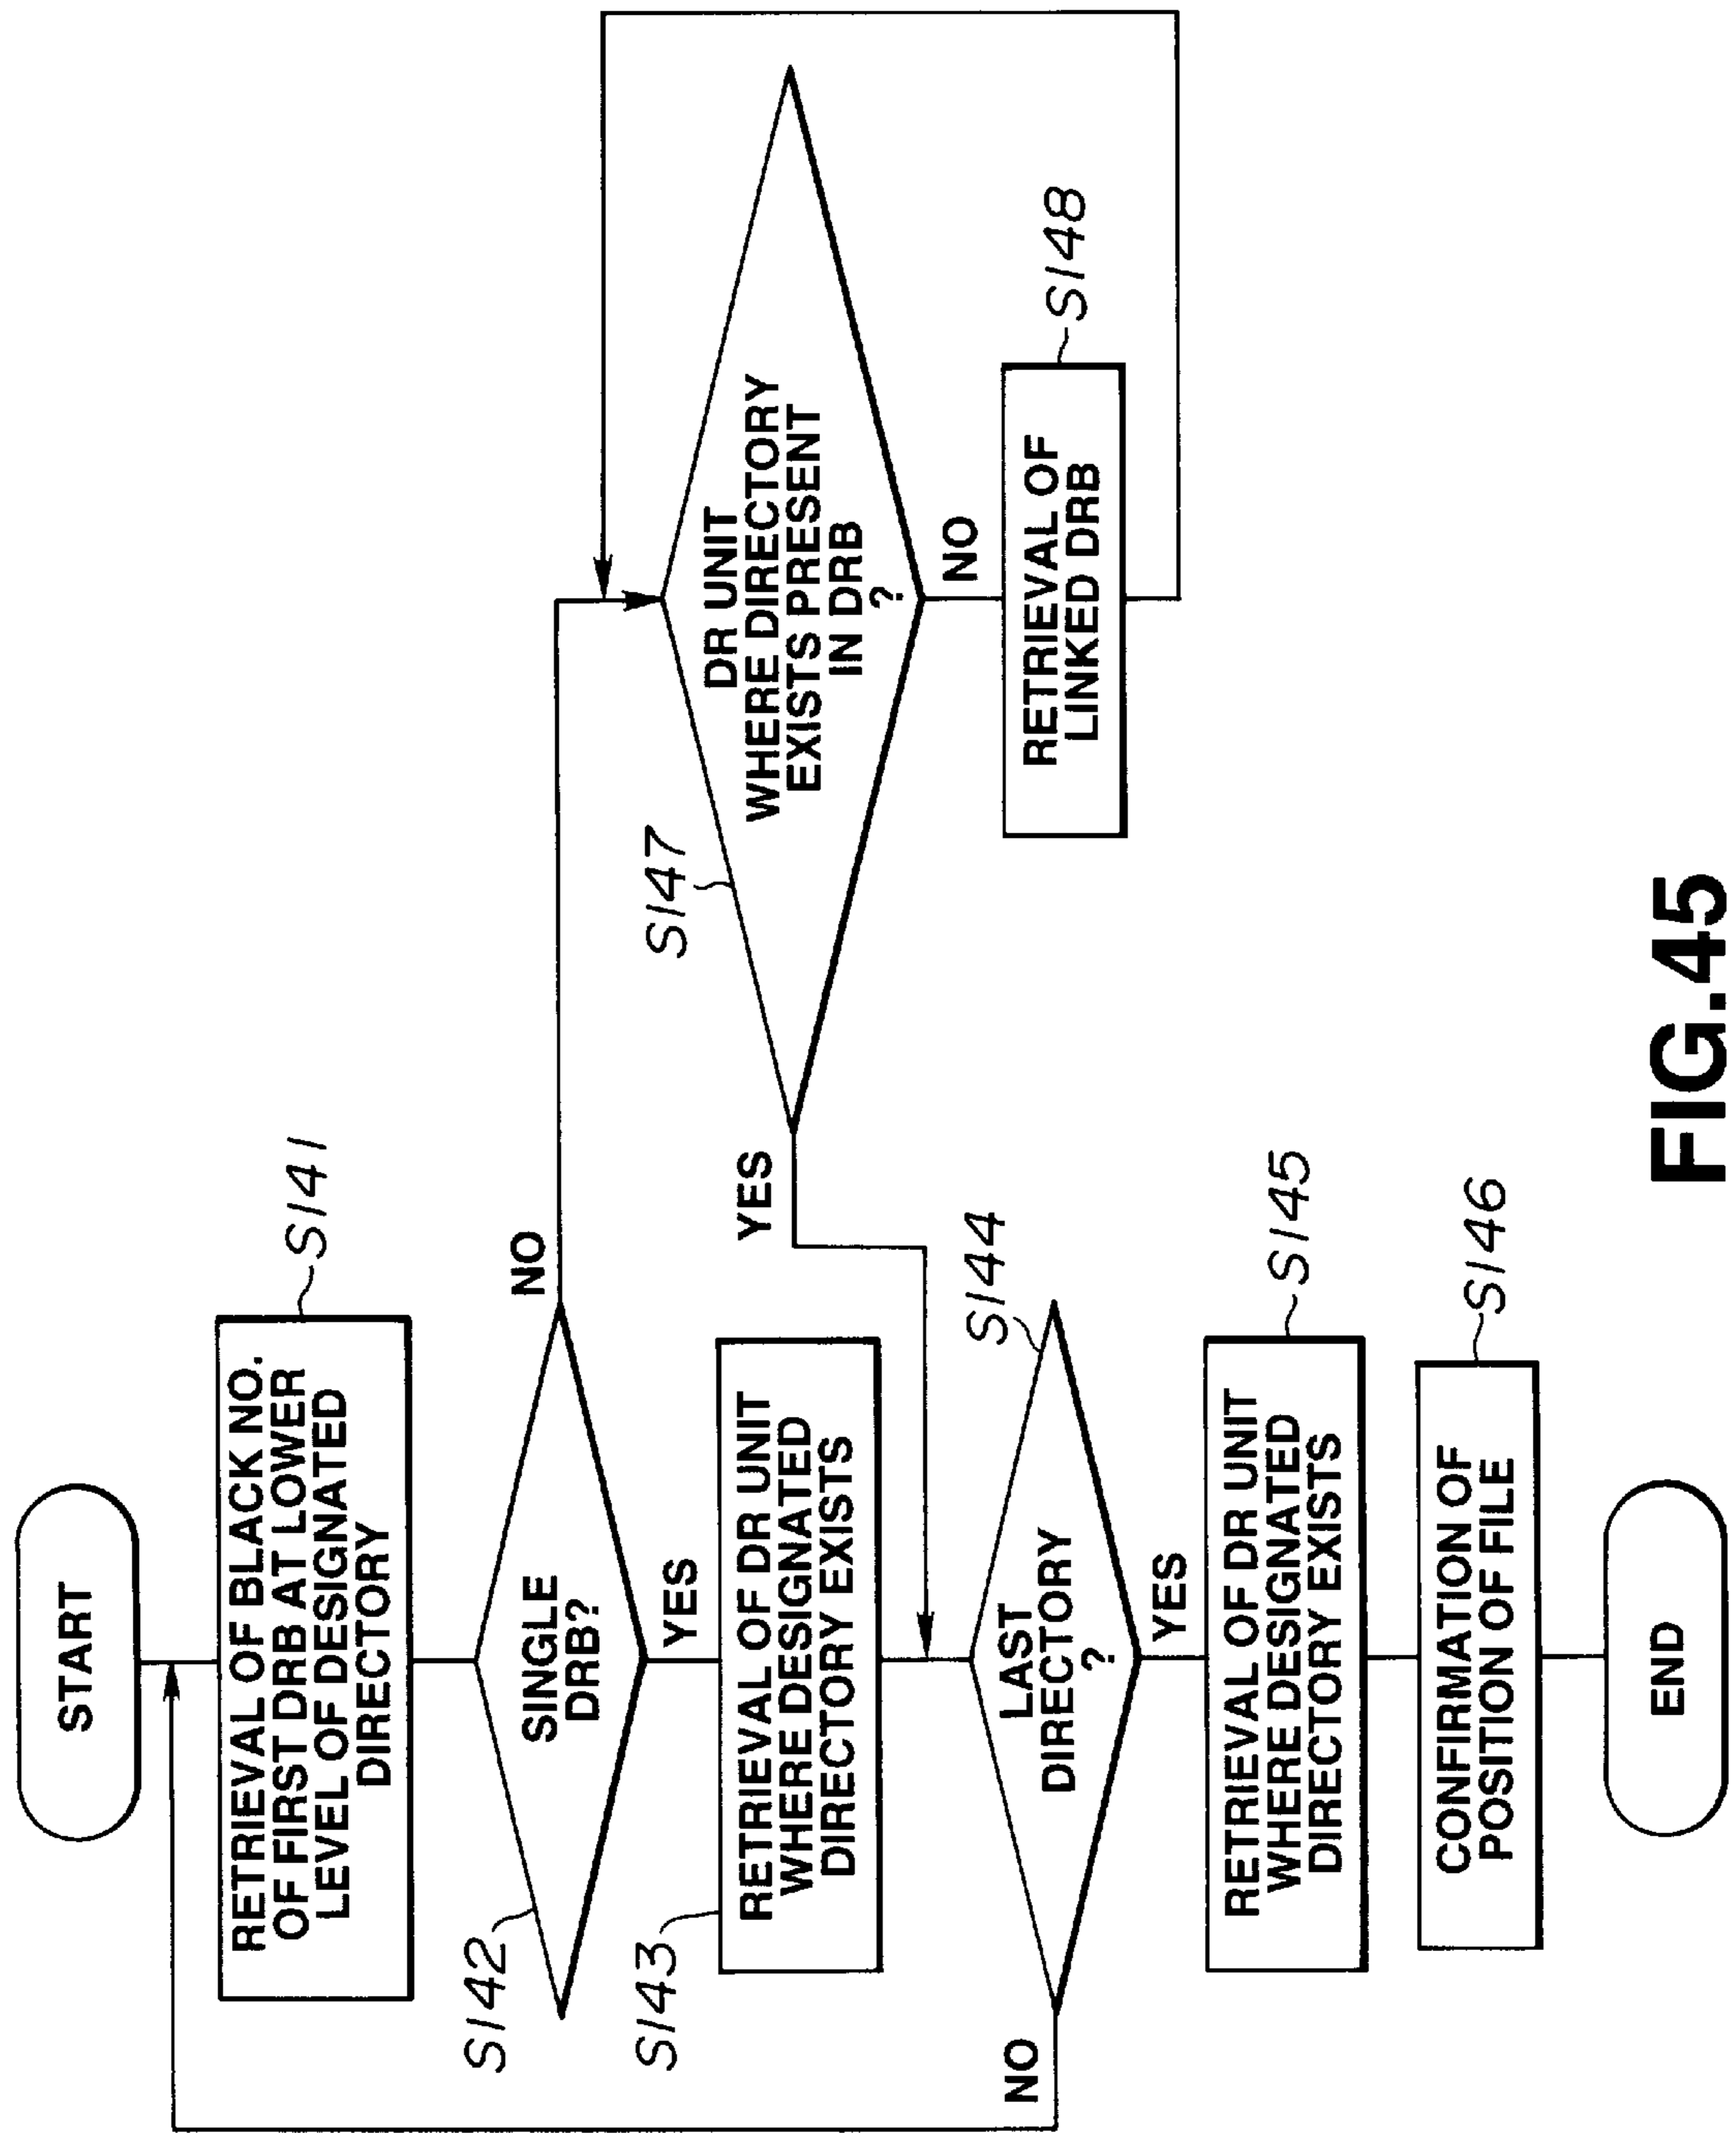 START
RETRIEVAL OF BLACK NO.
OF FIRST DRB AT LOWER
LEVEL OF DESIGNATED
DIRECTORY
S141
SINGLE
DRB?
S142
NO
YES
RETRIEVAL OF DR UNIT
WHERE DESIGNATED
DIRECTORY EXISTS
S143
LAST
DIRECTORY
?
S144
NO
YES
RETRIEVAL OF DR UNIT
WHERE DESIGNATED
DIRECTORY EXISTS
S145
CONFIRMATION OF
POSITION OF FILE
S146
END
DR UNIT
WHERE DIRECTORY
EXISTS PRESENT
IN DRB
?
S147
YES
NO
RETRIEVAL OF
LINKED DRB
S148
FIG.45